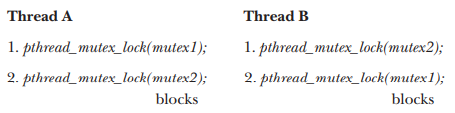 Thread A Thread B
1. pthread_mutex_lock(mutex1); 1. pthread_mutex_lock(mutex2);
2. pthread_mutex_lock(mutex2); 2. pthread_mutex_lock(mutex1);
blocks blocks